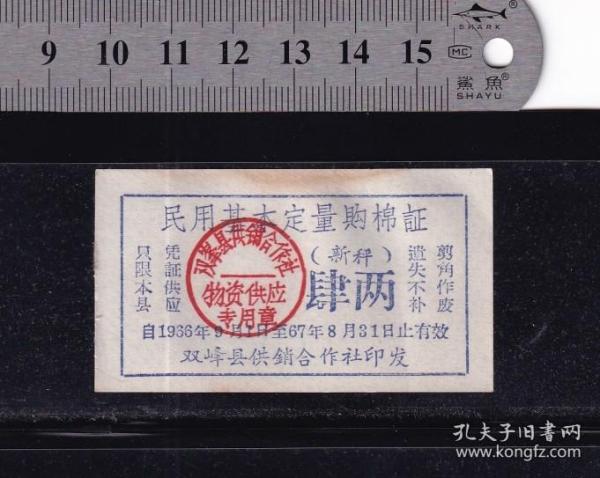 9 10 11 12 13 14 15
SHARK
MC
鯊魚®
SHAYU
民用基本定量购棉証
凭証供应
只限本县
(新秤)
肆两
剪角作废
遺失不补
双峯县供銷合作社
物资供应
专用章
自1966年9月1日至67年8月31日止有效
双峰县供銷合作社印发
孔夫子旧书网
www.kongfz.com